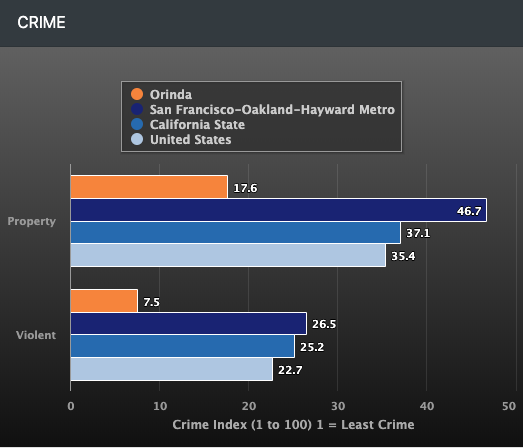 CRIME
Orinda
San Francisco-Oakland-Hayward Metro
California State
United States
Property
17.6
46.7
37.1
35.4
Violent
7.5
26.5
25.2
22.7
0 10 20 30 40 50
Crime Index (1 to 100) 1 = Least Crime